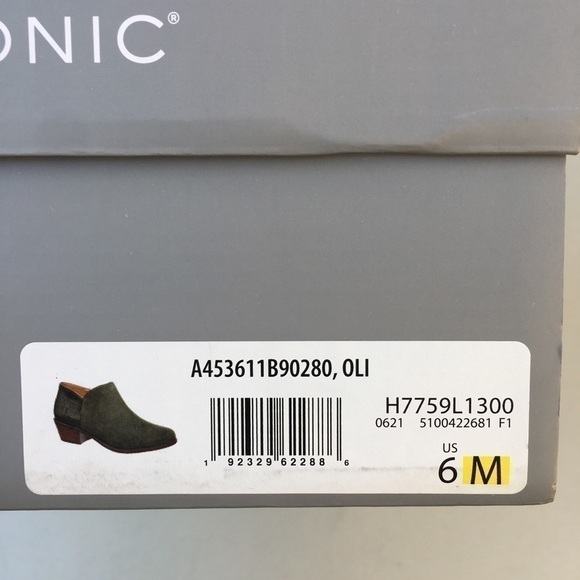 ONIC®
A453611B90280, OLI
H7759L1300
0621 5100422681 F1
1 92329 62288 6
US
6 M